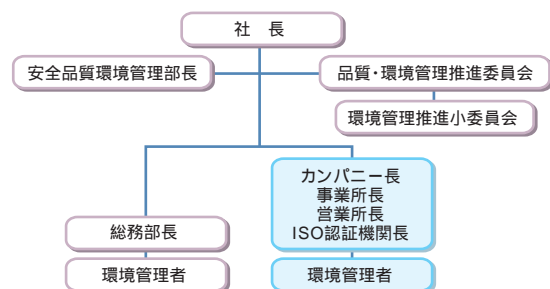 社　長
安全品質環境管理部長
品質・環境管理推進委員会
環境管理推進小委員会
総務部長
環境管理者
カンパニー長
事業所長
営業所長
ISO認証機関長
環境管理者